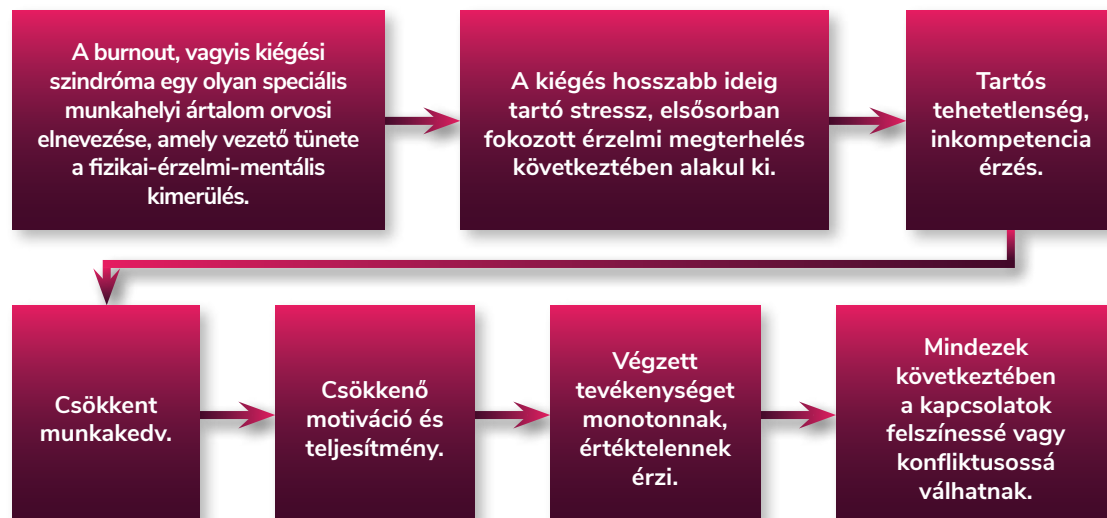 A burnout, vagyis kiégési
szindróma egy olyan speciális
munkahelyi ártalom orvosi
elnevezése, amely vezető tünete
a fizikai-érzelmi-mentális
kimerülés.
A kiégés hosszabb ideig
tartó stressz, elsősorban
fokozott érzelmi megterhelés
következtében alakul ki.
Tartós
tehetetlenség,
inkompetencia
érzés.
Csökkent
munkakedv.
Csökkenő
motiváció és
teljesítmény.
Végzett
tevékenységet
monotonnak,
értéktelennek
érzi.
Mindezek
következtében
a kapcsolatok
felszínessé vagy
konfliktusossá
válhatnak.